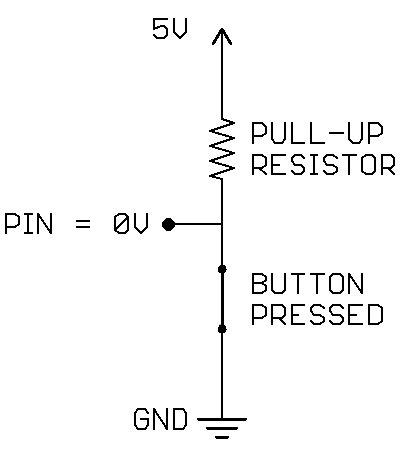 5V
PULL-UP
RESISTOR
PIN = 0V
BUTTON
PRESSED
GND